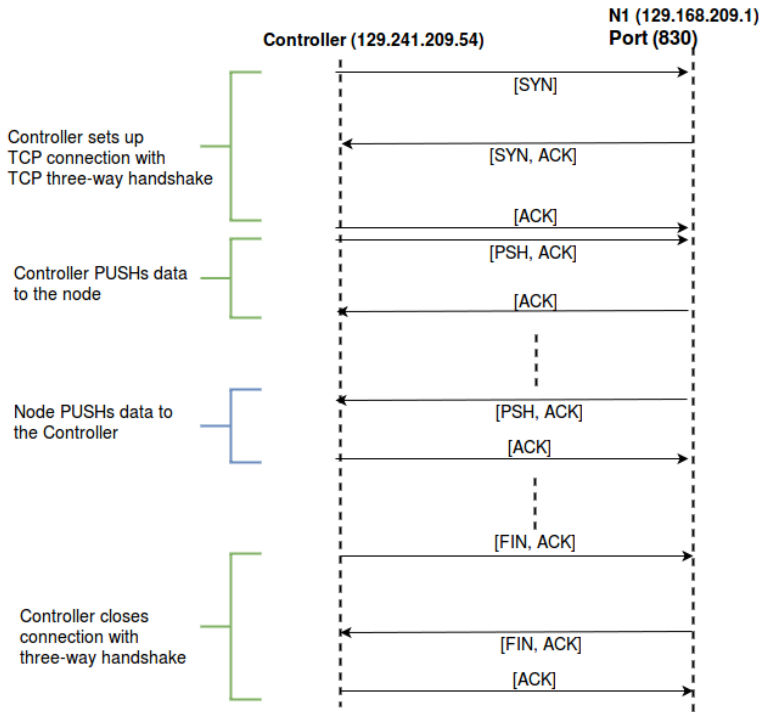 N1 (129.168.209.1)
Controller (129.241.209.54)
Port (830)
[SYN]
Controller sets up
TCP connection with
TCP three-way handshake
[SYN, ACK]
[ACK]
[PSH, ACK]
Controller PUSHs data
to the node
[ACK]
Node PUSHs data to
the Controller
[PSH, ACK]
[ACK]
[FIN, ACK]
Controller closes
connection with
three-way handshake
[FIN, ACK]
[ACK]